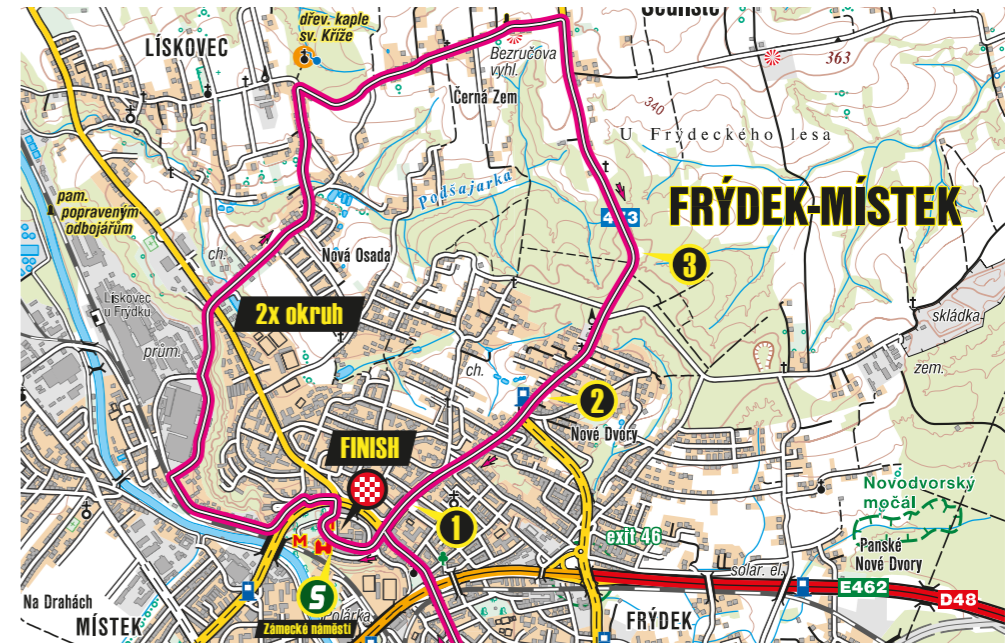 dřev. kaple
sv. Kříže
LÍSKOVEC
Bezručova
vyhl.
363
Černá Zem
340
U Frýdeckého lesa
Podšajarka
pam.
popraveným
odbojářům
473
FRÝDEK-MÍSTEK
ch.
Nová Osada
3
Lískovec
u Frýdku
2x okruh
skládka
prům.
ch.
zem.
2
Nové Dvory
FINISH
Novodvorský
močál
1
exit 46
M
Panské
Nové Dvory
solar. el.
S
E462
D48
Na Drahách
MÍSTEK
Polárka
FRÝDEK
Zámecké náměstí